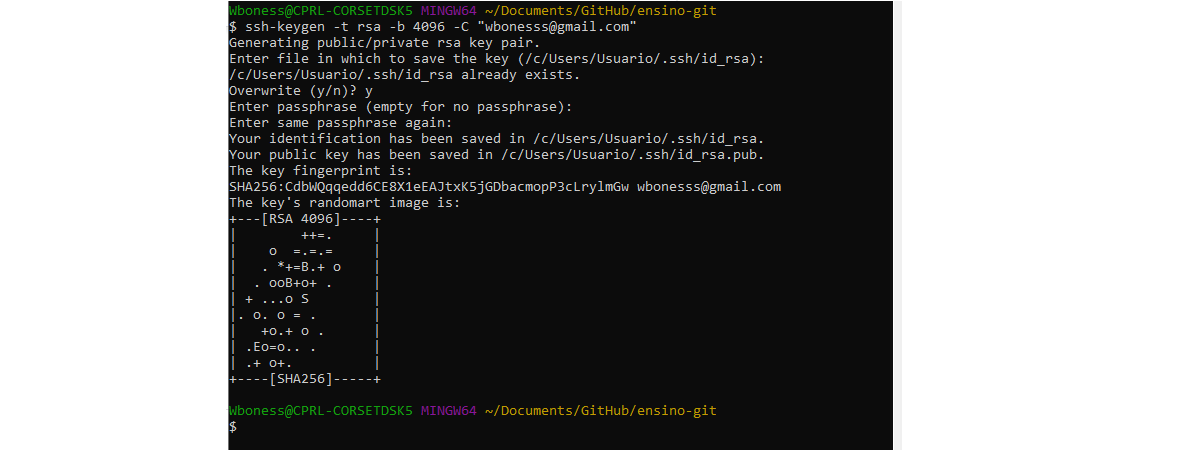 Wboness@CPRL-CORSETDSK5 MINGW64 ~/Documents/GitHub/ensino-git
$ ssh-keygen -t rsa -b 4096 -C "wbonesss@gmail.com"
Generating public/private rsa key pair.
Enter file in which to save the key (/c/Users/Usuario/.ssh/id_rsa):
/c/Users/Usuario/.ssh/id_rsa already exists.
Overwrite (y/n)? y
Enter passphrase (empty for no passphrase):
Enter same passphrase again:
Your identification has been saved in /c/Users/Usuario/.ssh/id_rsa.
Your public key has been saved in /c/Users/Usuario/.ssh/id_rsa.pub.
The key fingerprint is:
SHA256:CdbWQqqedd6CE8X1eEAJtxK5jGDbacmopP3cLrylmGw wbonesss@gmail.com
The key's randomart image is:
+---[RSA 4096]----+
|        ++=.     |
|    o  =.=.=     |
|   . *+=B.+ o    |
|  . ooB+o+ .     |
| + ...o S        |
|. o. o = .       |
|   +o.+ o .      |
| .Eo=o.. .       |
| .+ o+.          |
+----[SHA256]-----+
Wboness@CPRL-CORSETDSK5 MINGW64 ~/Documents/GitHub/ensino-git
$